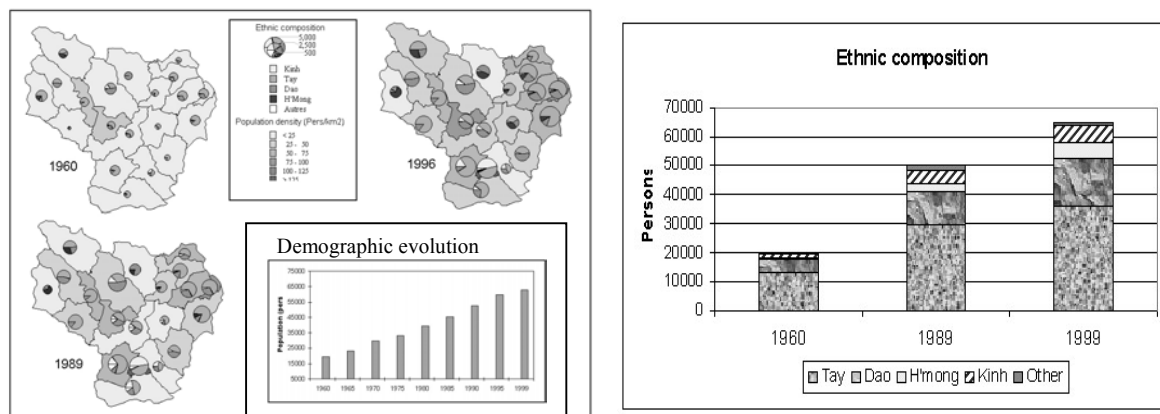 1960
Ethnic composition
5,000
2,500
500
Kinh
Tay
Dao
H'Mong
Autres
Population density (Pers/km2)
< 25
25 - 50
50 - 75
75 - 100
100 - 125
> 125
1996
1989
Demographic evolution
Population (pers
75000
65000
55000
45000
35000
25000
15000
5000
1960 1965 1970 1975 1980 1985 1990 1995 1999
Ethnic composition
Persons
70000
60000
50000
40000
30000
20000
10000
0
1960 1989 1999
Tay Dao H'mong Kinh Other